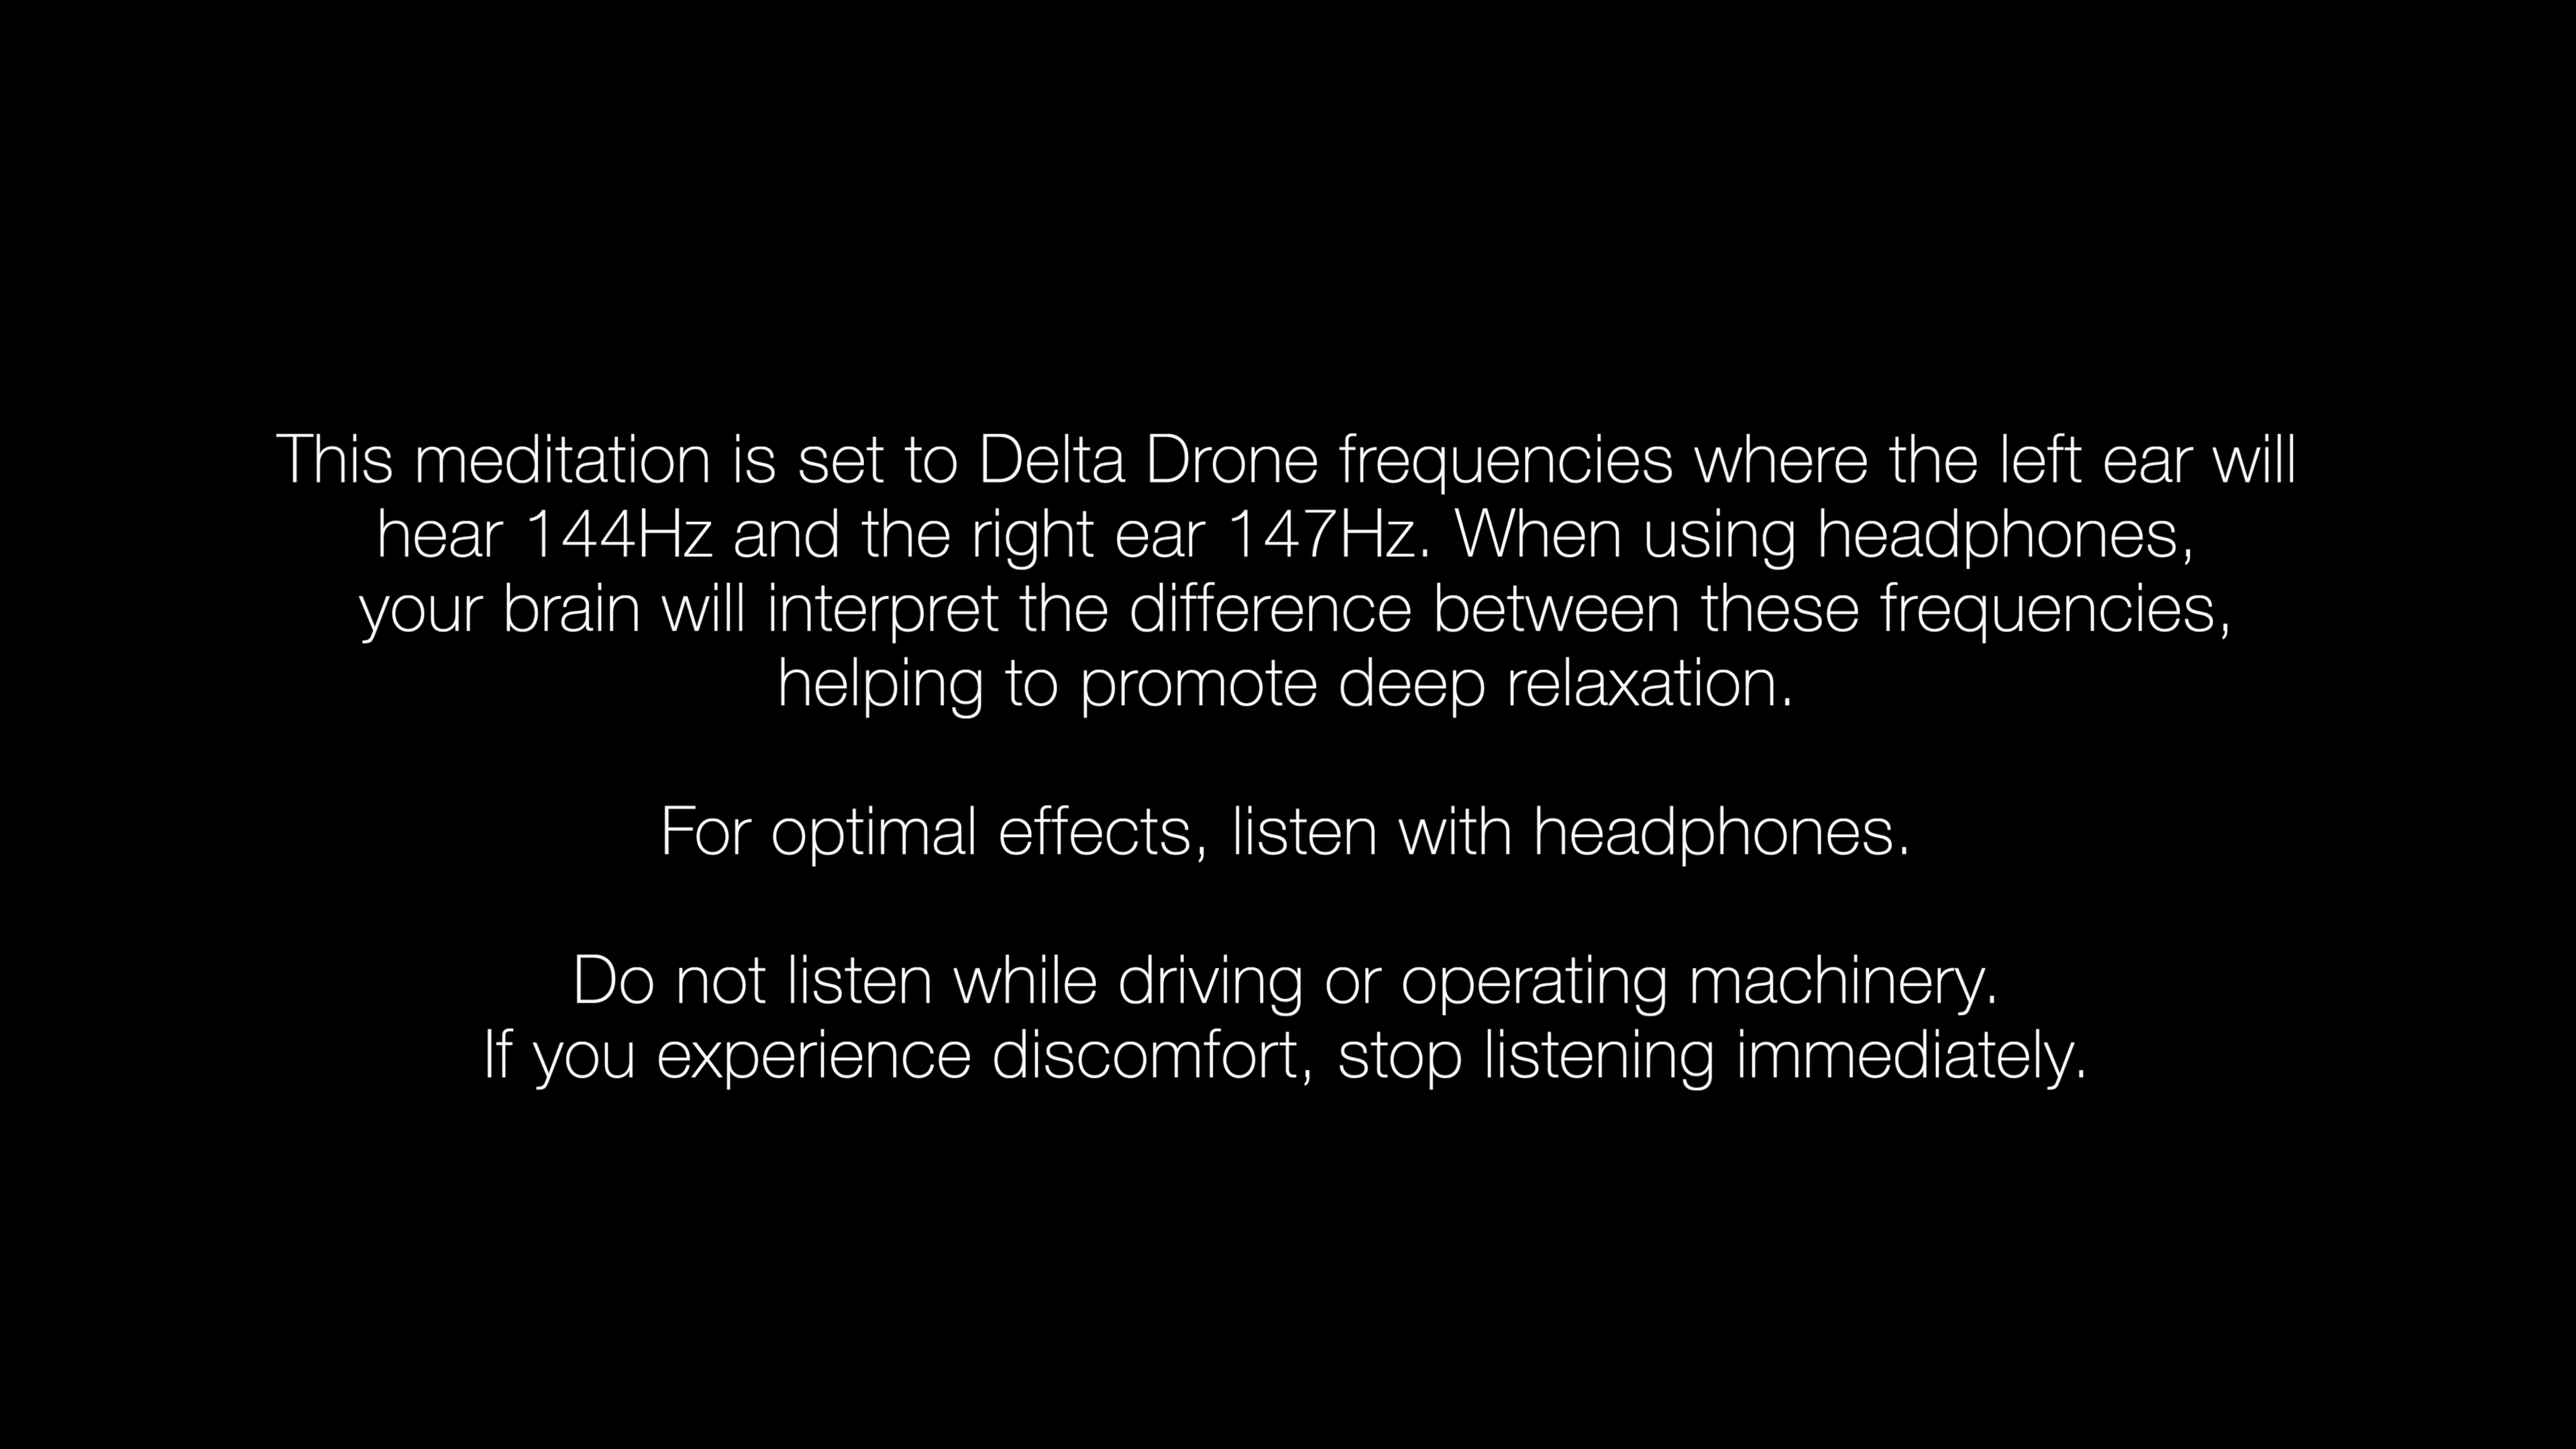 This meditation is set to Delta Drone frequencies where the left ear will
hear 144Hz and the right ear 147Hz. When using headphones,
your brain will interpret the difference between these frequencies,
helping to promote deep relaxation.
For optimal effects, listen with headphones.
Do not listen while driving or operating machinery.
If you experience discomfort, stop listening immediately.